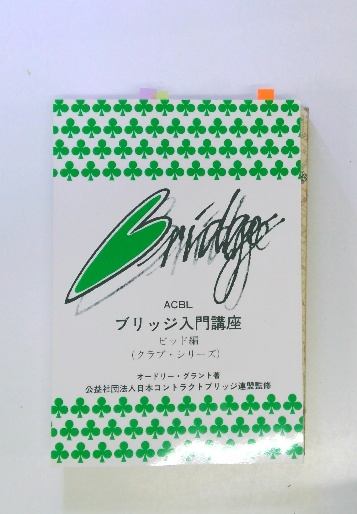 Bridge
ACBL
ブリッジ入門講座
ビッド編
(クラブ・シリーズ)
オードリー・グラント著
公益社団法人日本コントラクトブリッジ連盟監修